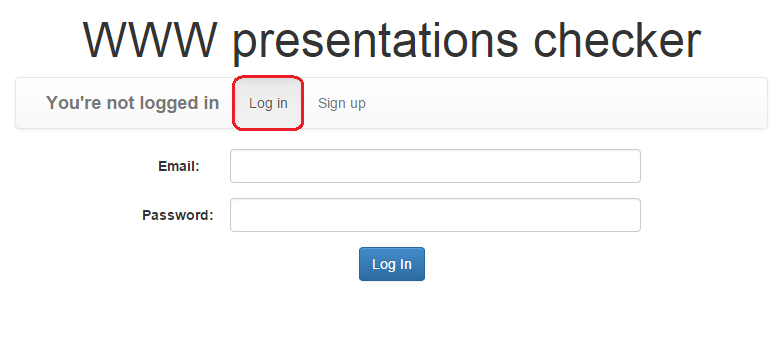 WWW presentations checker
You're not logged in Log in Sign up
Email:
Password:
Log In